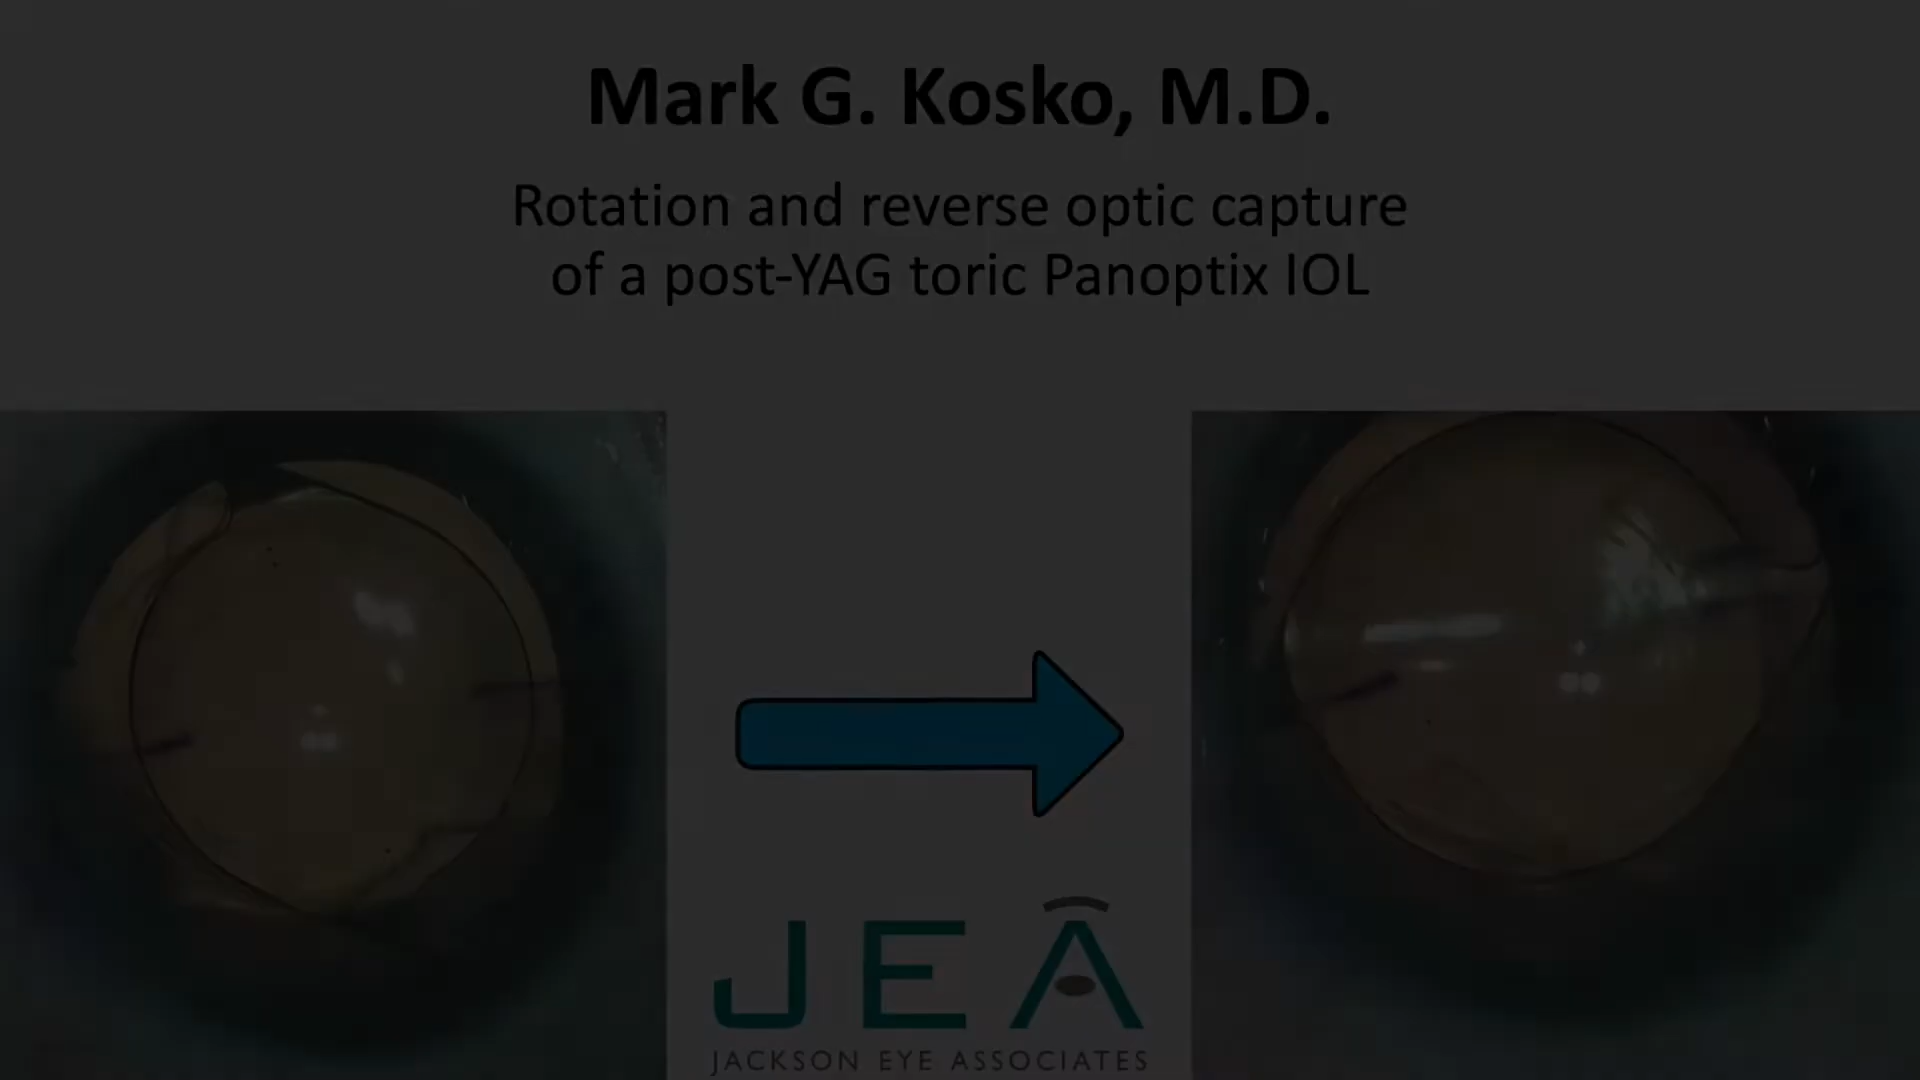 Mark G. Kosko, M.D.
Rotation and reverse optic capture
of a post-YAG toric Panoptix IOL
JEA
JACKSON EYE ASSOCIATES